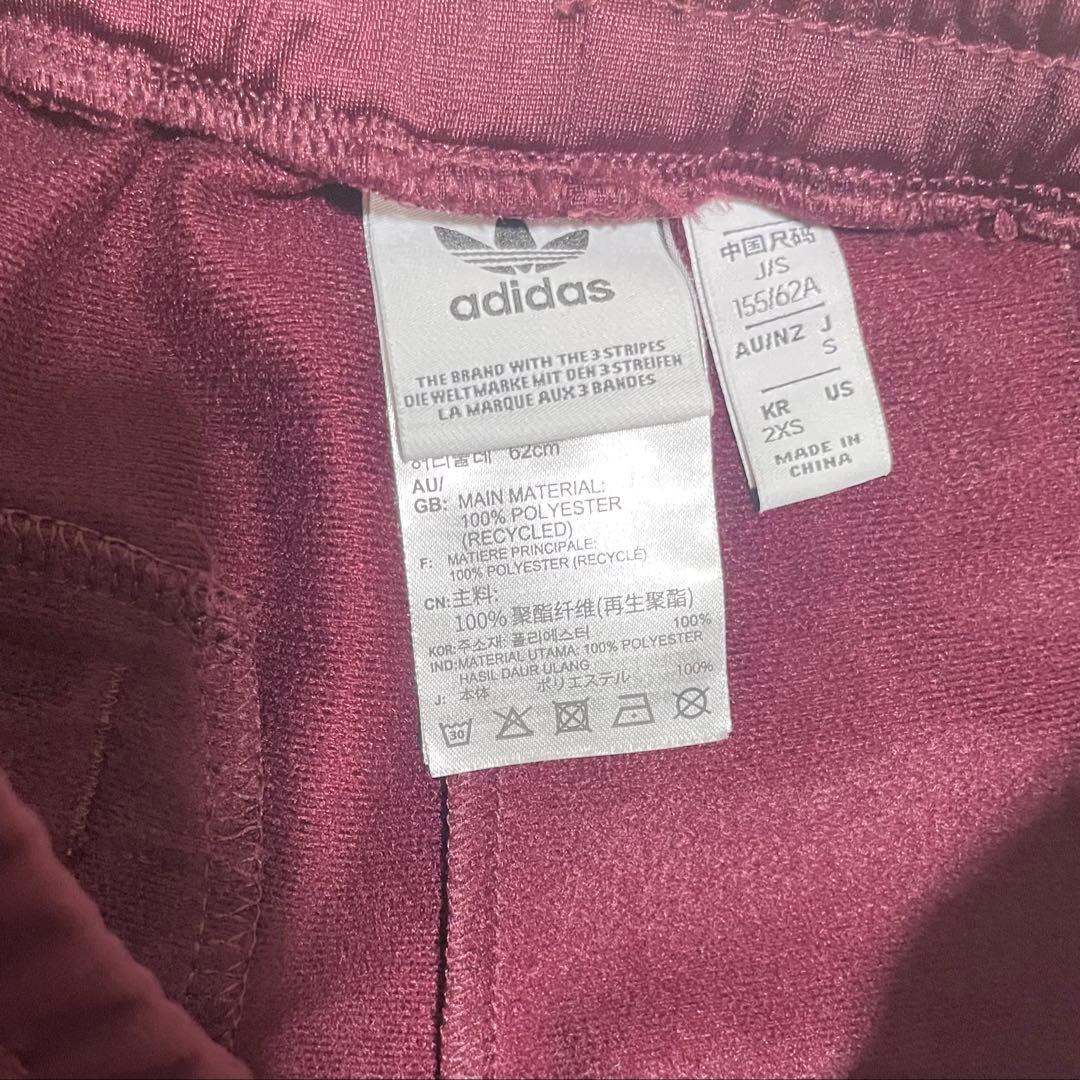 adidas
THE BRAND WITH THE 3 STRIPES
DIE WELTMARKE MIT DEN 3 STREIFEN
LA MARQUE AUX 3 BANDES
허리둘레 62cm
AU/
GB: MAIN MATERIAL:
100% POLYESTER
(RECYCLED)
F: MATIERE PRINCIPALE:
100% POLYESTER (RECYCLÉ)
CN: 主料:
100% 聚酯纤维(再生聚酯)
KOR: 주소재: 폴리에스터 100%
IND: MATERIAL UTAMA: 100% POLYESTER
HASIL DAUR ULANG
J: 本体 ポリエステル 100%
30
中国尺码
J/S
155/62A
AU/NZ J
S
KR US
2XS
MADE IN
CHINA